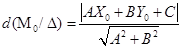 d(M₀/Δ) = |AX₀ + BY₀ + C| / √(A² + B²)